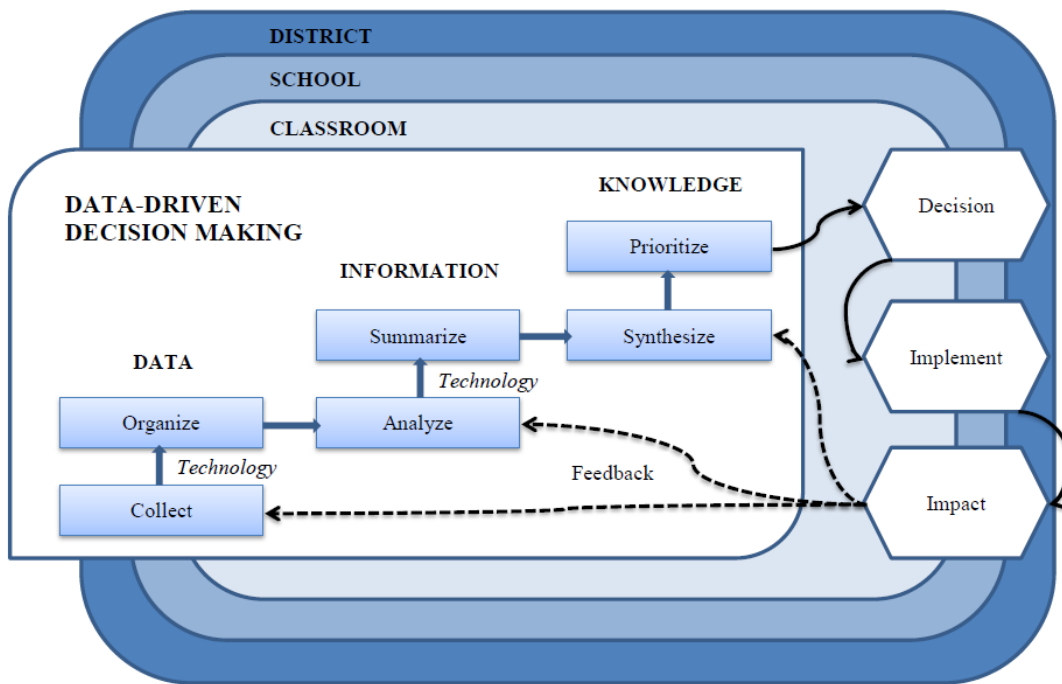 DISTRICT
SCHOOL
CLASSROOM
DATA-DRIVEN
DECISION MAKING
KNOWLEDGE
Decision
Prioritize
INFORMATION
Summarize
Synthesize
Implement
DATA
Technology
Organize
Analyze
Technology
Feedback
Collect
Impact